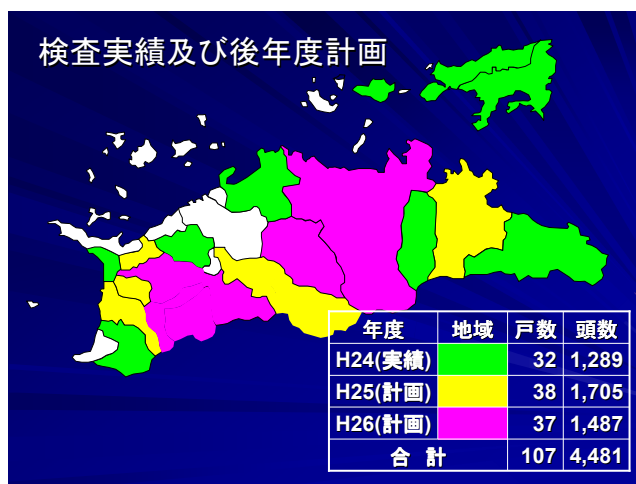 検査実績及び後年度計画
年度 地域 戸数 頭数
H24(実績) 32 1,289
H25(計画) 38 1,705
H26(計画) 37 1,487
合 計 107 4,481